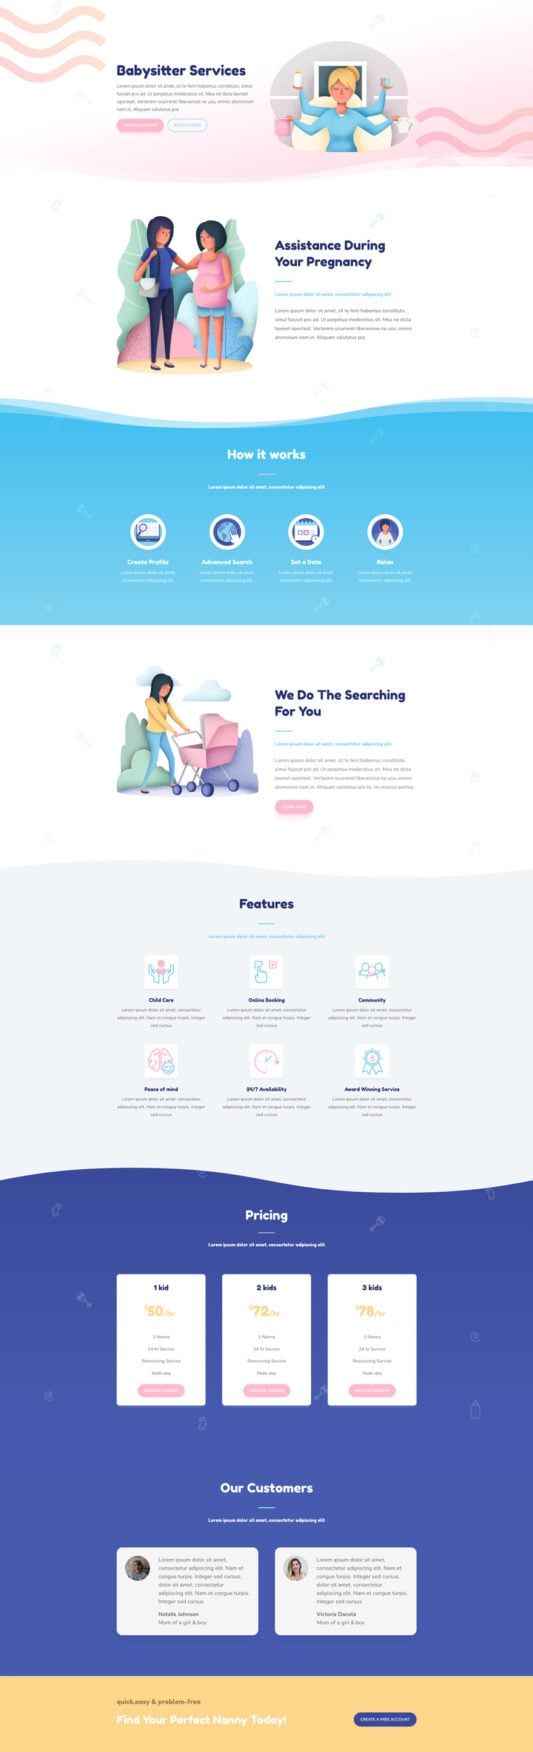 Babysitter Services
Lorem ipsum dolor sit amet, sit te ferri habemus constituto, simul
fuisset pro ad. Ut perpetua moderatius sit. Mea ne dicta laoreet
oporteat. Verterem ocurreret liberavisse ne usu, omnis atomorum
nam in. Aliquam salutatus pro
CREATE ACCOUNT
WATCH VIDEO
Assistance During
Your Pregnancy
Lorem ipsum dolor sit amet, consectetur adipiscing elit
Lorem ipsum dolor sit amet, sit te ferri habemus constituto,
simul fuisset pro ad. Ut perpetua moderatius sit. Mea ne dicta
laoreet oporteat. Verterem ocurreret liberavisse ne usu, omnis
atomorum nam in. Aliquam salutatus pro
How it works
Lorem ipsum dolor sit amet, consectetur adipiscing elit
Create Profile
Lorem ipsum dolor sit amet,
consectetur adipiscing elit
Advanced Search
Lorem ipsum dolor sit amet,
consectetur adipiscing elit
Set a Date
Lorem ipsum dolor sit amet,
consectetur adipiscing elit
Relax
Lorem ipsum dolor sit amet,
consectetur adipiscing elit
We Do The Searching
For You
Lorem ipsum dolor sit amet, consectetur adipiscing elit
Lorem ipsum dolor sit amet, sit te ferri habemus constituto,
simul fuisset pro ad. Ut perpetua moderatius sit. Mea ne dicta
laoreet oporteat. Verterem ocurreret liberavisse ne usu, omnis
atomorum nam in. Aliquam salutatus pro te, vis mucius postea
LEARN MORE
Features
Lorem ipsum dolor sit amet, consectetur adipiscing elit
Child Care
Lorem ipsum dolor sit amet, consectetur
adipiscing elit. Nam et congue turpis. Integer
sed cursus
Online Booking
Lorem ipsum dolor sit amet, consectetur
adipiscing elit. Nam et congue turpis. Integer
sed cursus
Community
Lorem ipsum dolor sit amet, consectetur
adipiscing elit. Nam et congue turpis. Integer
sed cursus
Peace of mind
Lorem ipsum dolor sit amet, consectetur
adipiscing elit. Nam et congue turpis. Integer
sed cursus
24/7 Availability
Lorem ipsum dolor sit amet, consectetur
adipiscing elit. Nam et congue turpis. Integer
sed cursus
Award Winning Service
Lorem ipsum dolor sit amet, consectetur
adipiscing elit. Nam et congue turpis. Integer
sed cursus
Pricing
Lorem ipsum dolor sit amet, consectetur adipiscing elit
1 kid
$50/hr
1 Nanny
24 hr Service
Reoccuring Service
Multi-day
2 kids
$72/hr
1 Nanny
24 hr Service
Reoccuring Service
Multi-day
3 kids
$78/hr
1 Nanny
24 hr Service
Reoccuring Service
Multi-day
Our Customers
Lorem ipsum dolor sit amet, consectetur adipiscing elit
Lorem ipsum dolor sit amet,
consectetur adipiscing elit. Nam et
congue turpis. Integer sed cursus,
dolor sit amet, consectetur
adipiscing elit. Nam et congue turpis.
Integer sed cursus
Natalie Johnson
Mom of a girl & boy
Lorem ipsum dolor sit amet,
consectetur adipiscing elit. Nam et
congue turpis. Integer sed cursus,
dolor sit amet, consectetur
adipiscing elit. Nam et congue turpis.
Integer sed cursus
Victoria Dacota
Mom of a girl & boy
quick,easy & problem-free
Find Your Perfect Nanny Today!
CREATE A FREE ACCOUNT